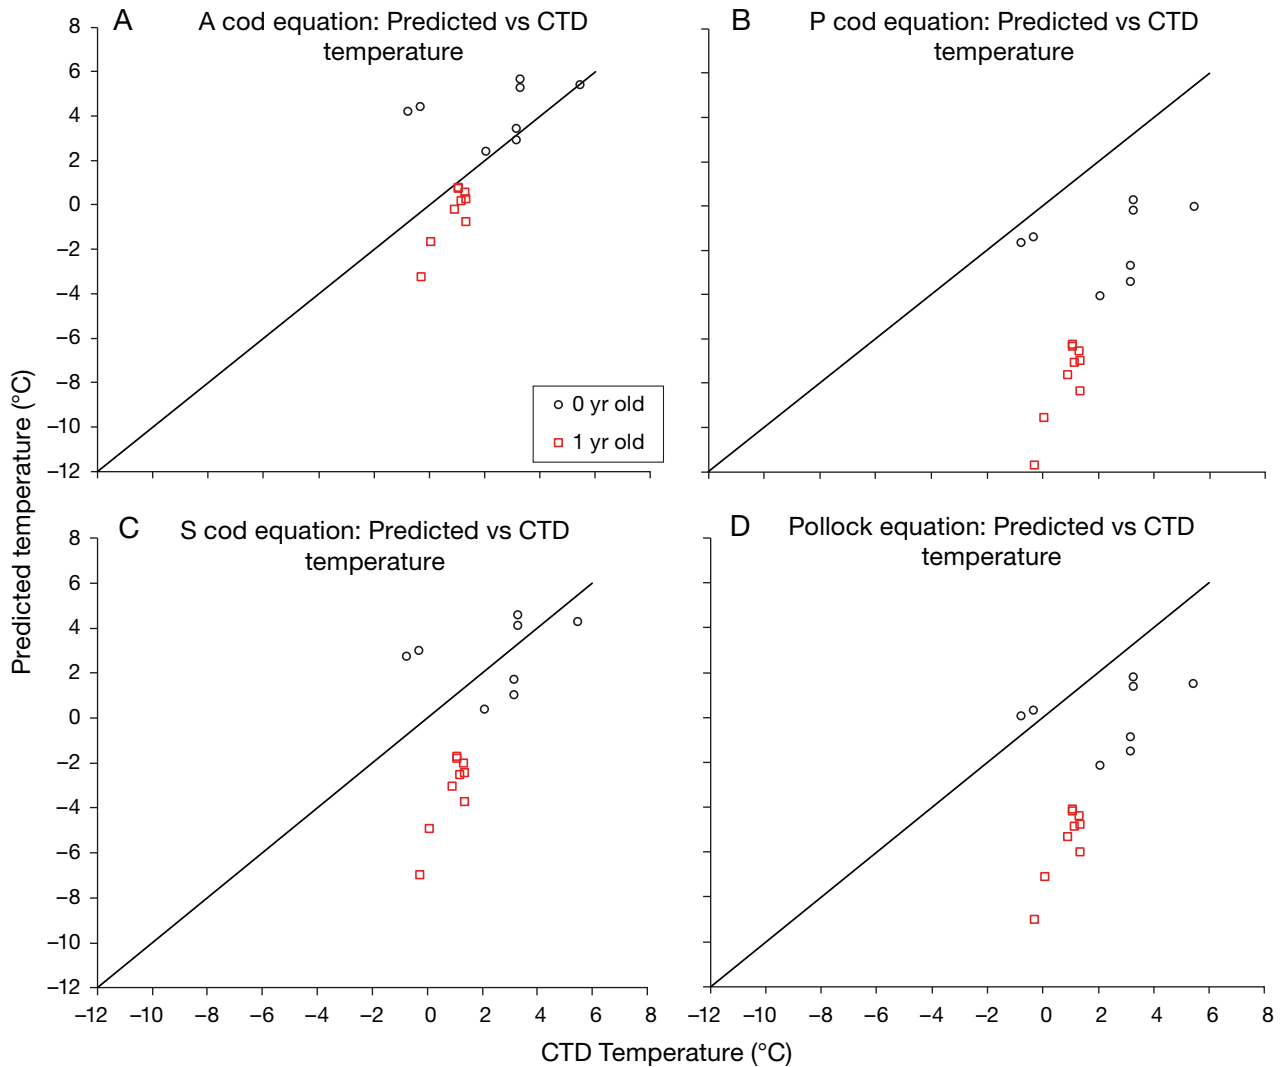 A
A cod equation: Predicted vs CTD
temperature
B
P cod equation: Predicted vs CTD
temperature
8
6
4
2
0
−2
−4
−6
−8
−10
−12
0 yr old
1 yr old
C
S cod equation: Predicted vs CTD
temperature
D
Pollock equation: Predicted vs CTD
temperature
8
6
4
2
0
−2
−4
−6
−8
−10
−12
Predicted temperature (°C)
−12 −10 −8 −6 −4 −2 0 2 4 6 8
−12 −10 −8 −6 −4 −2 0 2 4 6 8
CTD Temperature (°C)